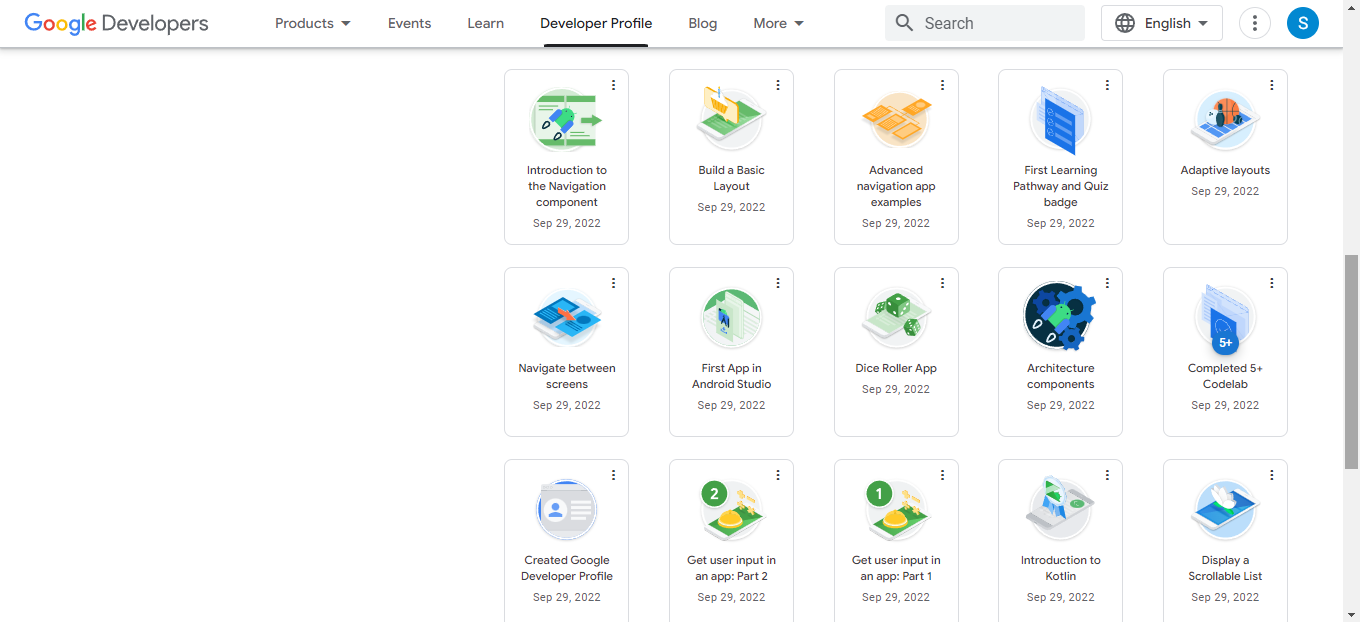 Google Developers Products Events Learn Developer Profile Blog More Search English S
Introduction to
the Navigation
component
Sep 29, 2022
Build a Basic
Layout
Sep 29, 2022
Advanced
navigation app
examples
Sep 29, 2022
First Learning
Pathway and Quiz
badge
Sep 29, 2022
Adaptive layouts
Sep 29, 2022
Navigate between
screens
Sep 29, 2022
First App in
Android Studio
Sep 29, 2022
Dice Roller App
Sep 29, 2022
Architecture
components
Sep 29, 2022
5+
Completed 5+
Codelab
Sep 29, 2022
Created Google
Developer Profile
Sep 29, 2022
2
Get user input in
an app: Part 2
Sep 29, 2022
1
Get user input in
an app: Part 1
Sep 29, 2022
Introduction to
Kotlin
Sep 29, 2022
Display a
Scrollable List
Sep 29, 2022